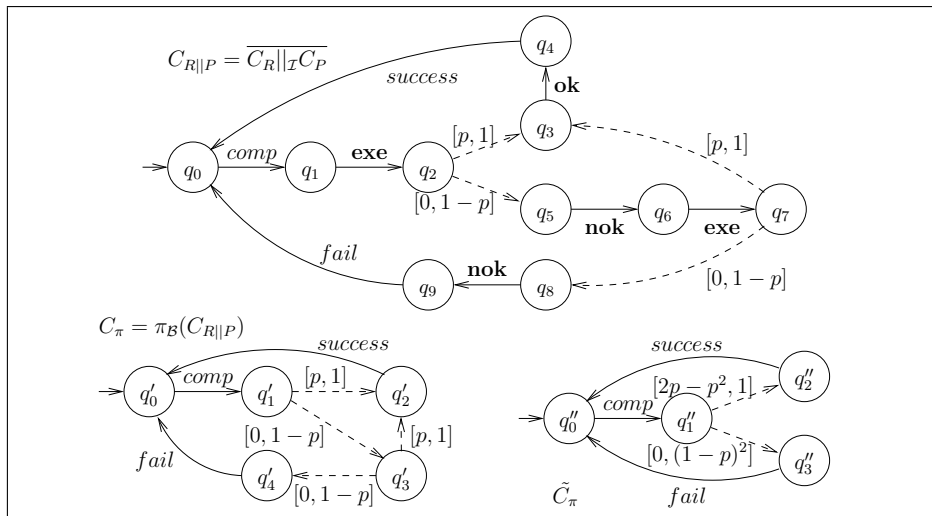 C_{R||P} = \overline{C_R||_{\mathcal{I}} C_P}
q_4
success
ok
[p, 1]
q_3
[p, 1]
comp
exe
q_0
q_1
q_2
[0, 1 − p]
q_5
q_6
q_7
nok
exe
fail
nok
[0, 1 − p]
q_9
q_8
C_π = π_{\mathcal{B}}(C_{R||P})
success
comp
[p, 1]
q′_0
q′_1
q′_2
[0, 1 − p]
[p, 1]
fail
q′_4
q′_3
[0, 1 − p]
success
[2p − p^2, 1]
q″_2
comp
q″_0
q″_1
[0, (1 − p)^2]
q″_3
\tilde{C}_π
fail